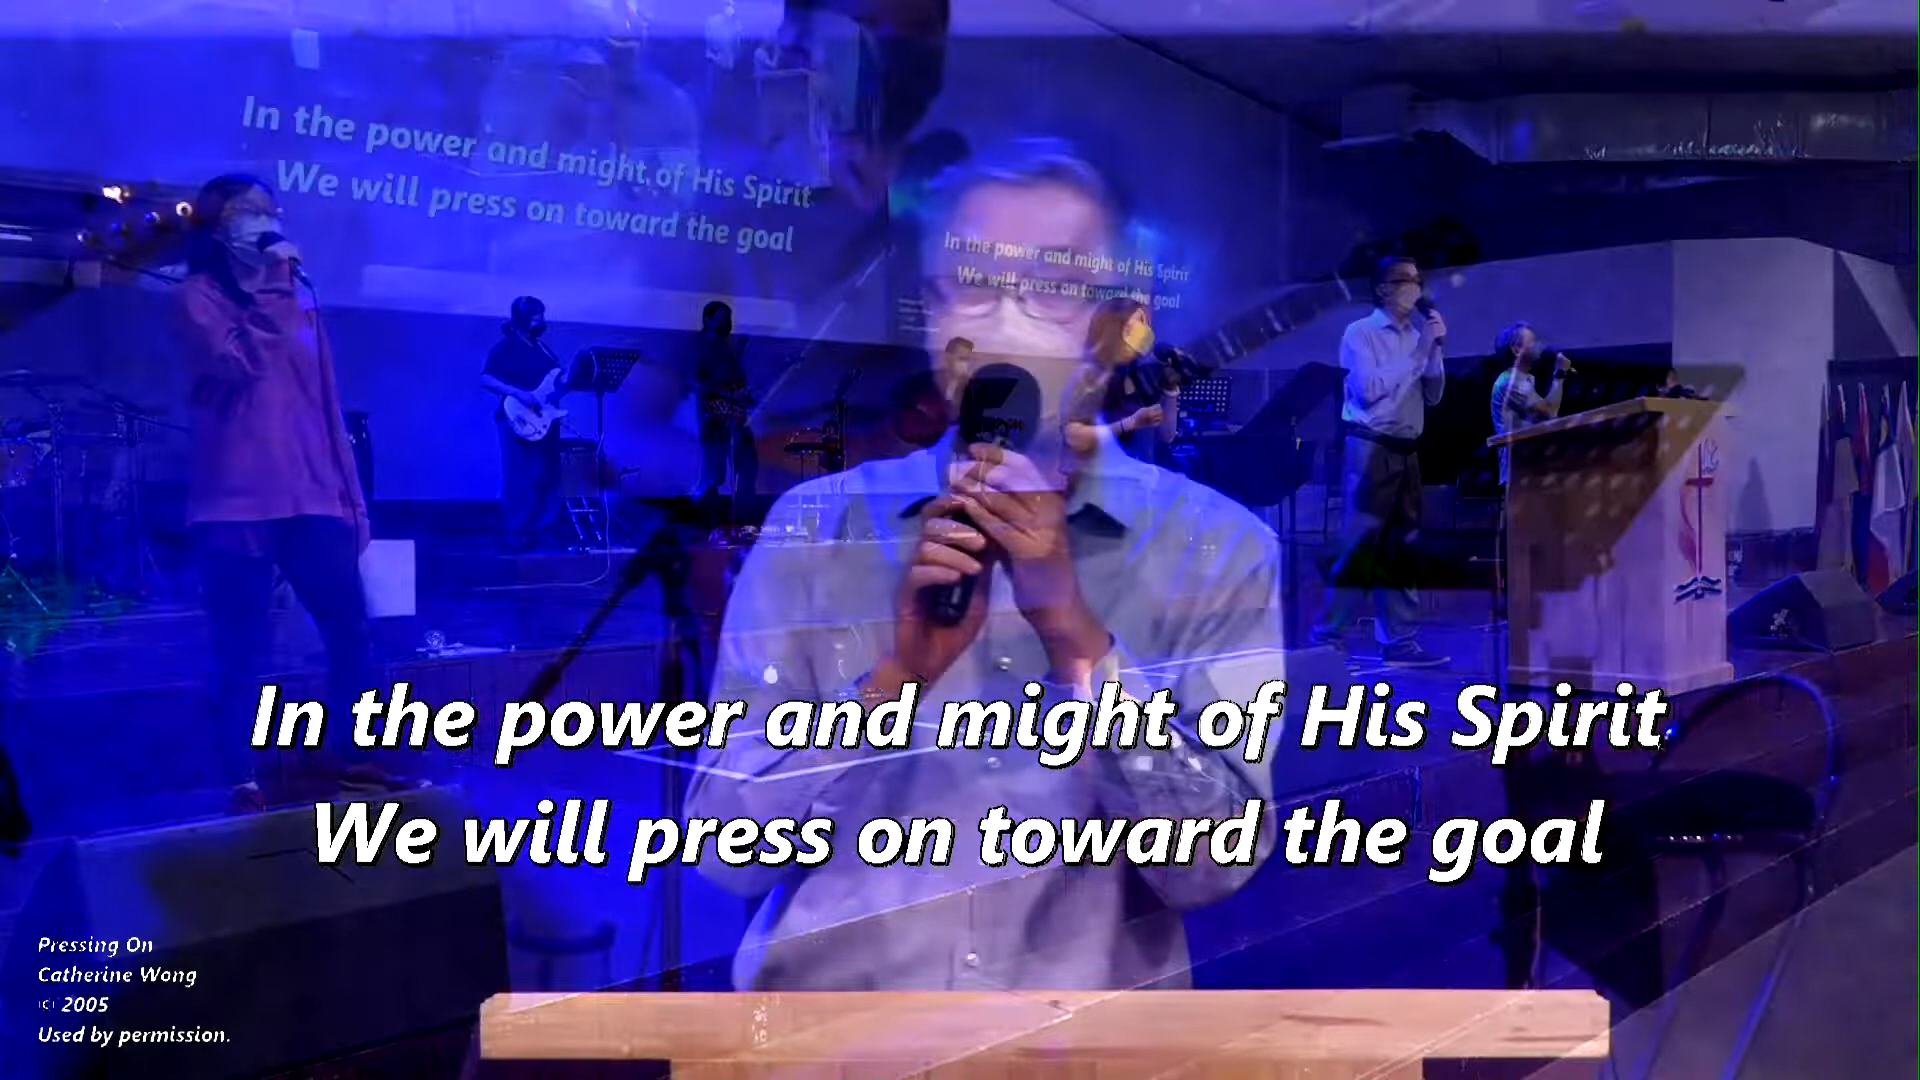 In the power and might of His Spirit
We will press on toward the goal
In the power and might of His Spirit
We will press on toward the goal
In the power and might of His Spirit
We will press on toward the goal
Pressing On
Catherine Wong
(C) 2005
Used by permission.